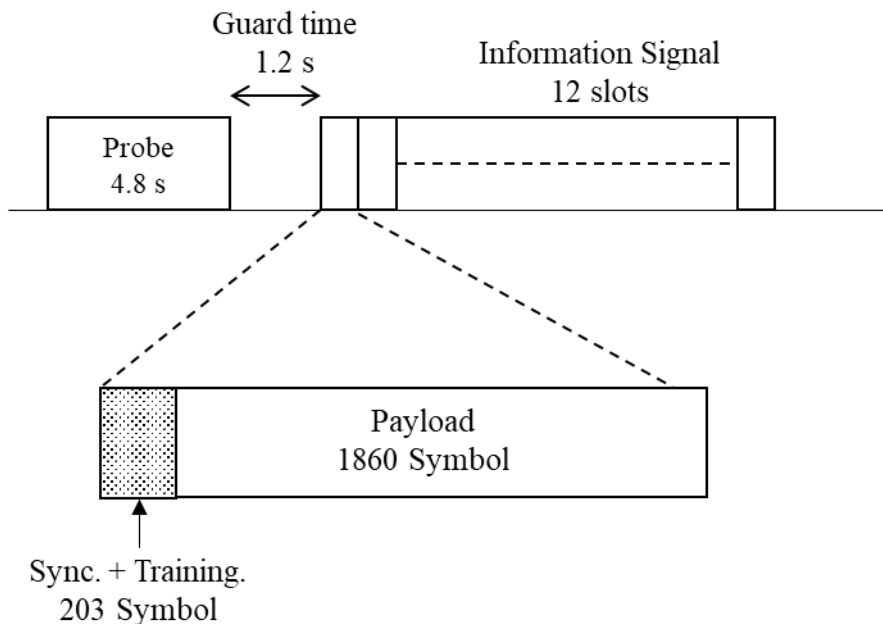 Guard time
1.2 s
Information Signal
12 slots
Probe
4.8 s
Payload
1860 Symbol
Sync. + Training.
203 Symbol